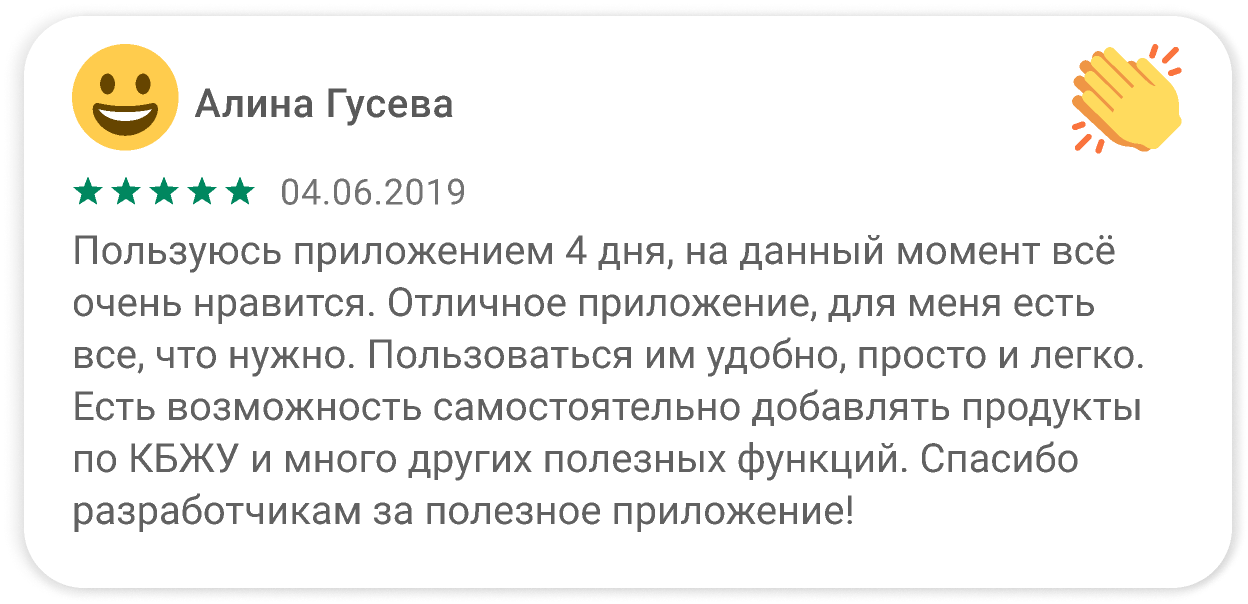 Алина Гусева
04.06.2019
Пользуюсь приложением 4 дня, на данный момент всё
очень нравится. Отличное приложение, для меня есть
все, что нужно. Пользоваться им удобно, просто и легко.
Есть возможность самостоятельно добавлять продукты
по КБЖУ и много других полезных функций. Спасибо
разработчикам за полезное приложение!